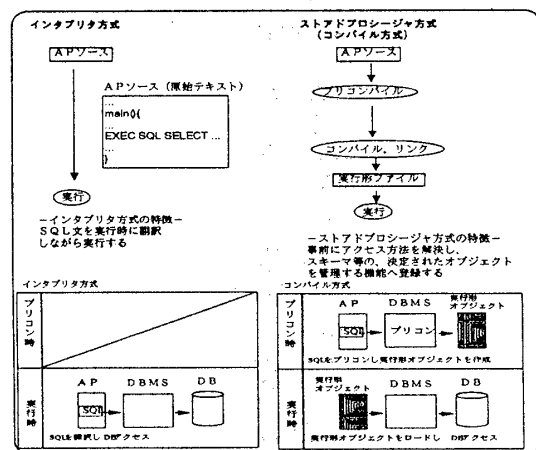 インタプリタ方式
APソース
APソース（原始テキスト）
...
main(){
...
EXEC SQL SELECT ...
...
}
実行
－インタプリタ方式の特徴－
SQL文を実行時に翻訳
しながら実行する
ストアドプロシージャ方式
（コンパイル方式）
APソース
プリコンパイル
コンパイル、リンク
実行形ファイル
実行
－ストアドプロシージャ方式の特徴－
事前にアクセス方法を解決し、
スキーマ等の、決定されたオブジェクト
を管理する機能へ登録する
インタプリタ方式
プリコン時
実行時
AP DBMS DB
SQL
SQLを翻訳しDBアクセス
コンパイル方式
プリコン時
AP DBMS 実行形
オブジェクト
SQL プリコン
SQLをプリコンし実行形オブジェクトを作成
実行時
実行形
オブジェクト DBMS DB
実行形オブジェクトをロードしDBアクセス